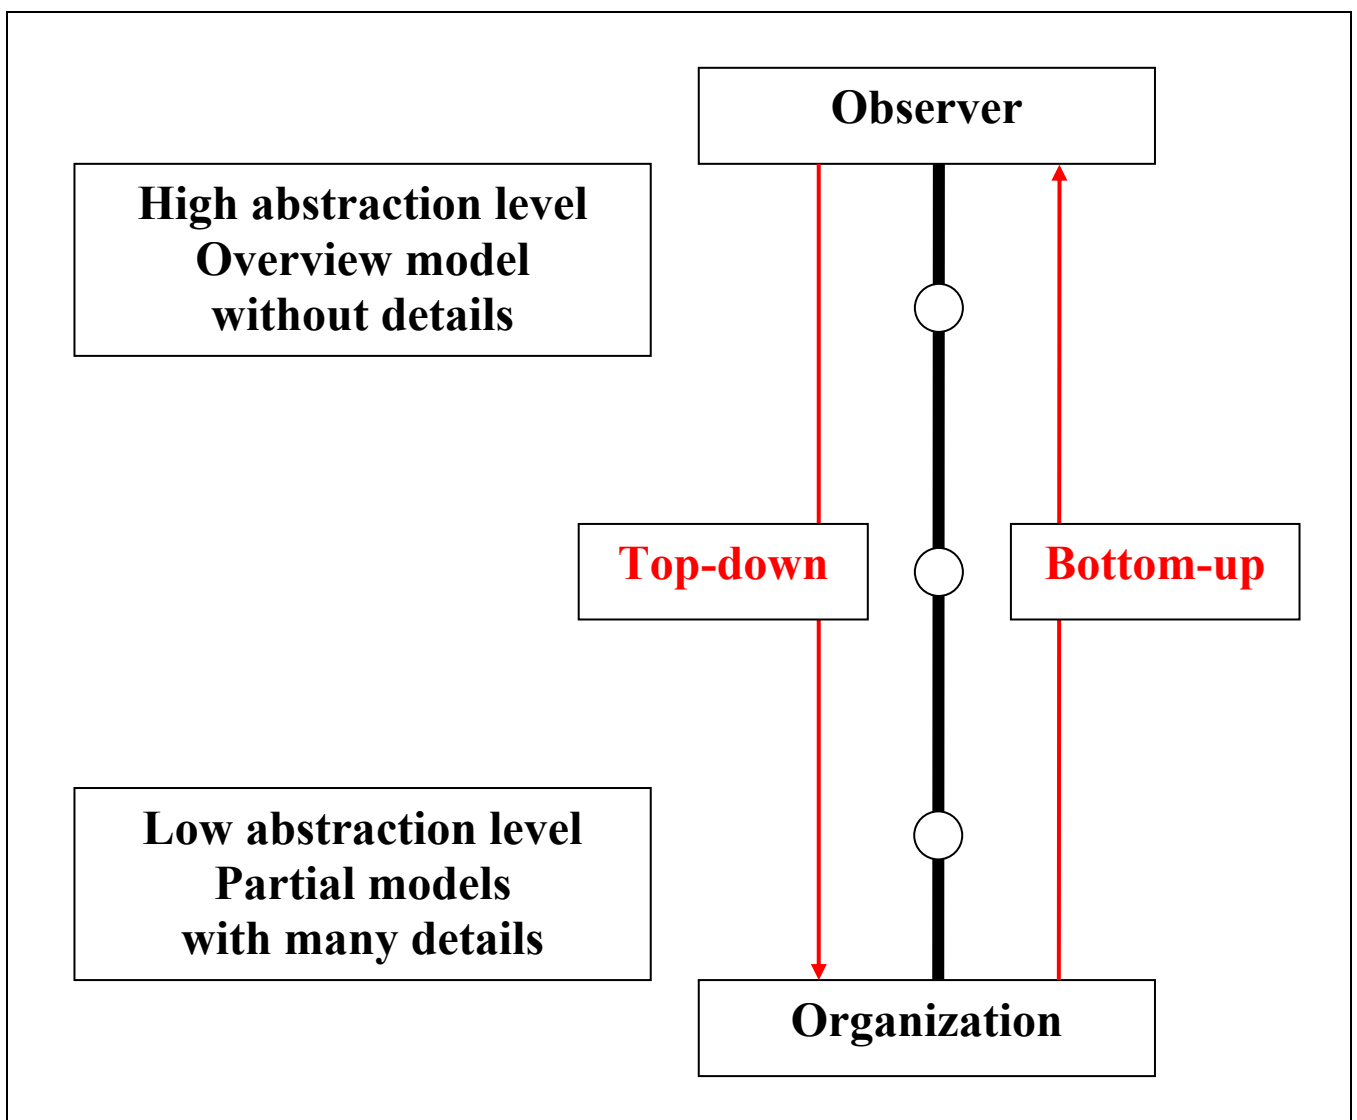 Observer
High abstraction level
Overview model
without details
Top-down
Bottom-up
Low abstraction level
Partial models
with many details
Organization